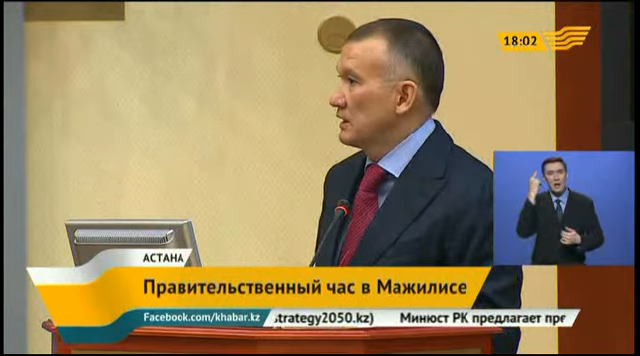 18:02
АСТАНА
Правительственный час в Мажилисе
Facebook.com/khabar.kz
strategy2050.kz) Минюст РК предлагает